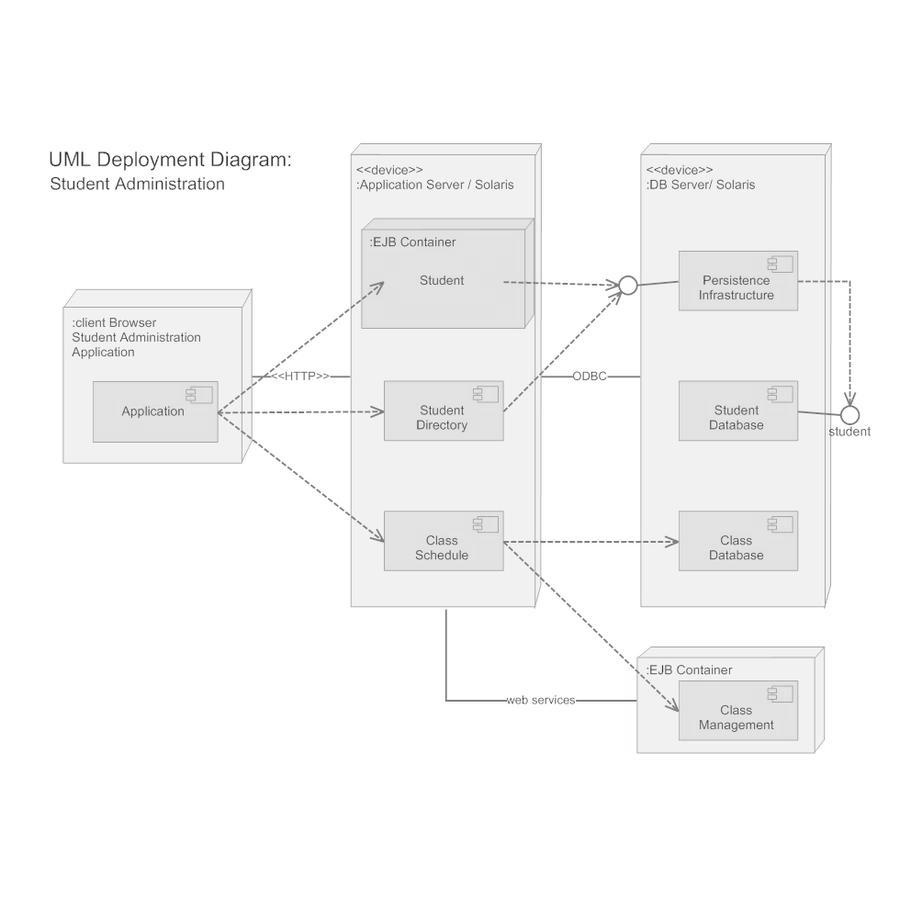 UML Deployment Diagram:
Student Administration
<<device>>
:Application Server / Solaris
<<device>>
:DB Server/ Solaris
:EJB Container
Student
Persistence
Infrastructure
:client Browser
Student Administration
Application
Application
<<HTTP>>
Student
Directory
ODBC
Student
Database
student
Class
Schedule
Class
Database
:EJB Container
Class
Management
web services